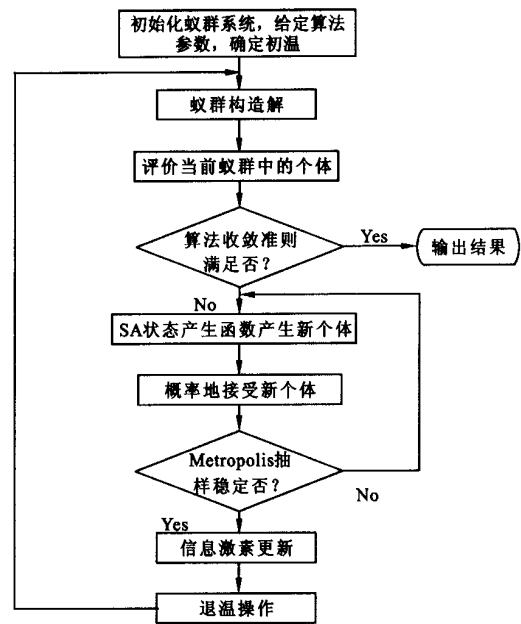 初始化蚁群系统，给定算法
参数，确定初温
蚁群构造解
评价当前蚁群中的个体
算法收敛准则
满足否？
Yes
输出结果
No
SA状态产生函数产生新个体
概率地接受新个体
Metropolis抽
样稳定否？
No
Yes
信息激素更新
退温操作